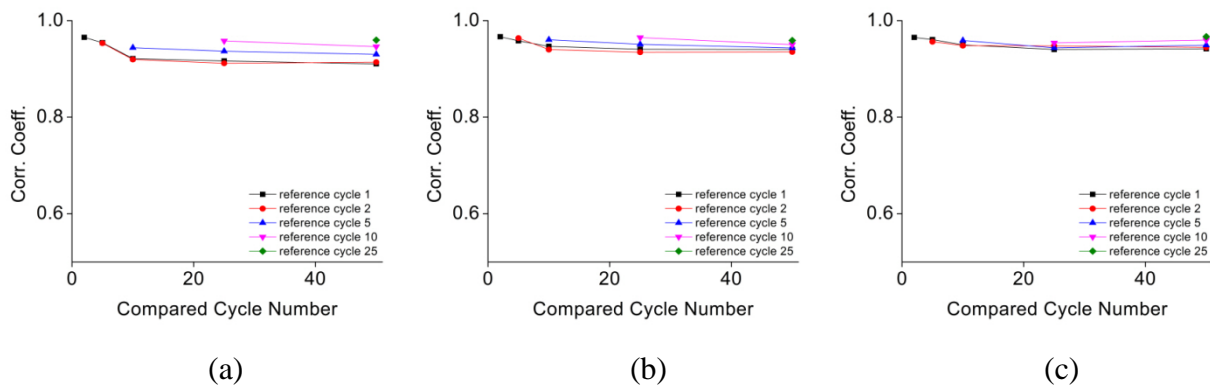 1.0
0.8
0.6
Corr. Coeff.
reference cycle 1
reference cycle 2
reference cycle 5
reference cycle 10
reference cycle 25
0 20 40
Compared Cycle Number
(a)
1.0
0.8
0.6
Corr. Coeff.
reference cycle 1
reference cycle 2
reference cycle 5
reference cycle 10
reference cycle 25
0 20 40
Compared Cycle Number
(b)
1.0
0.8
0.6
Corr. Coeff.
reference cycle 1
reference cycle 2
reference cycle 5
reference cycle 10
reference cycle 25
0 20 40
Compared Cycle Number
(c)